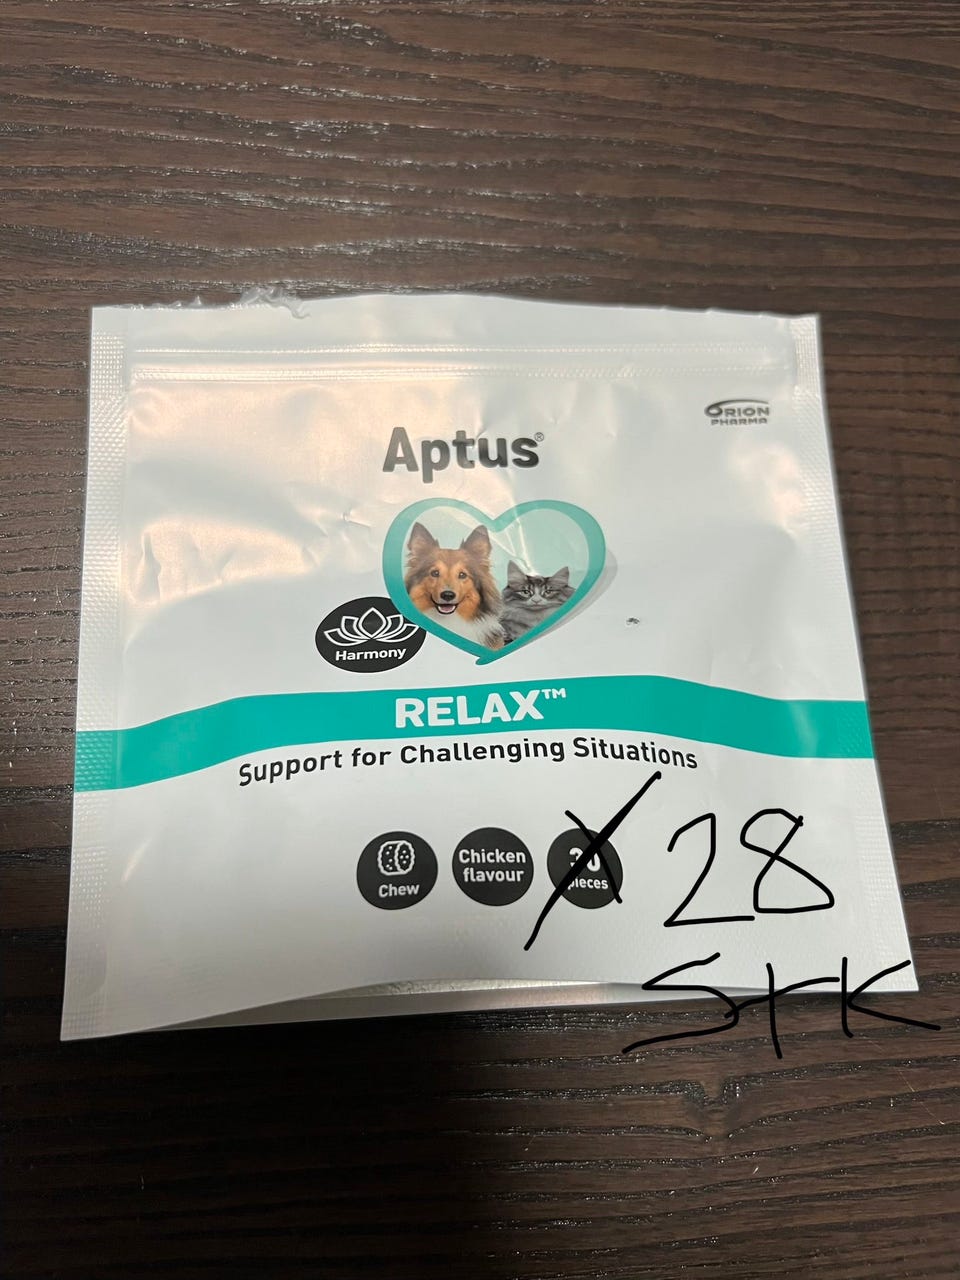 ORION
PHARMA
Aptus®
Harmony
RELAX™
Support for Challenging Situations
Chew
Chicken
flavour
30
pieces
28
Stk